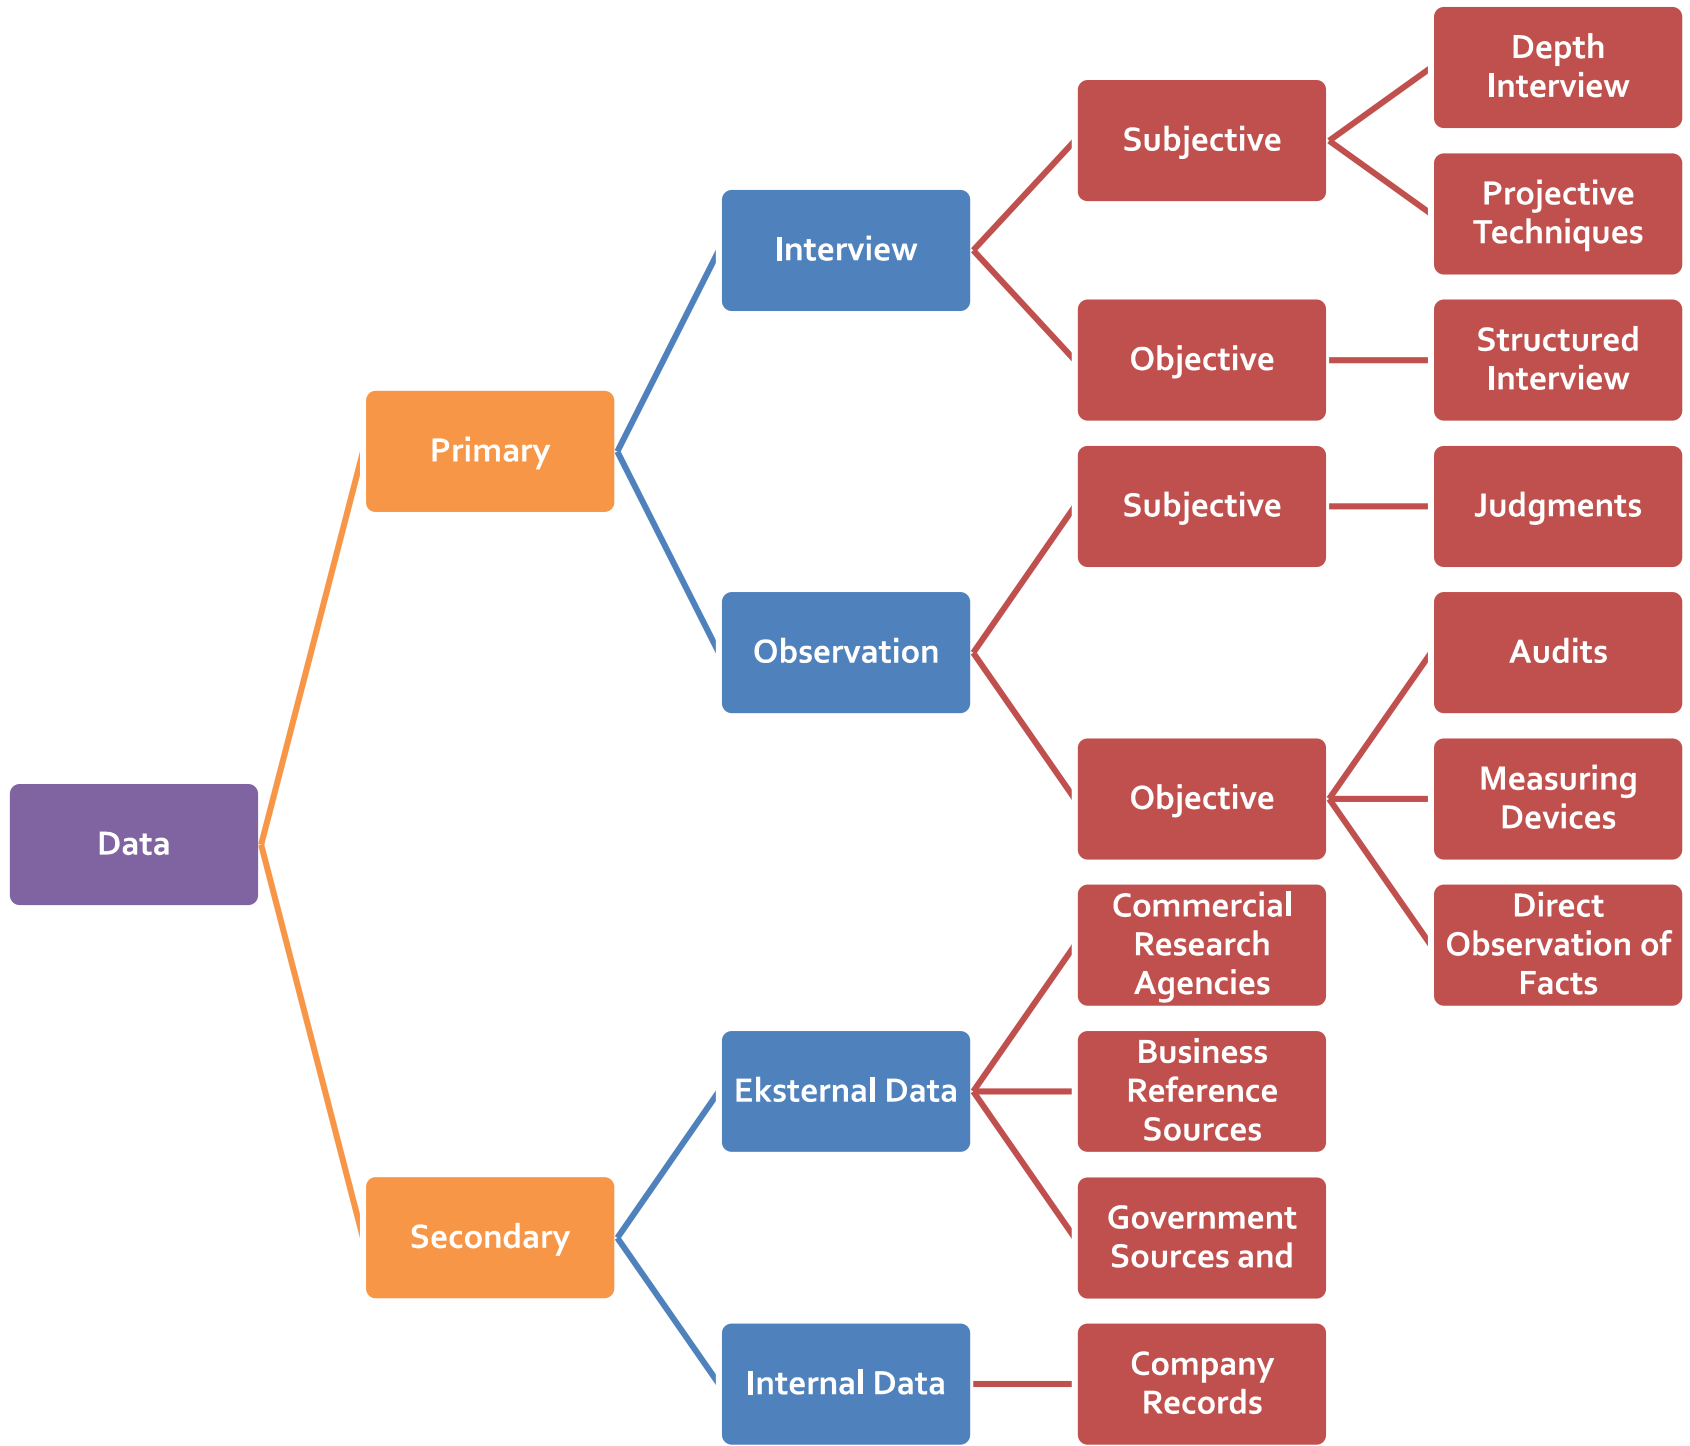 Data
Primary
Interview
Subjective
Depth
Interview
Projective
Techniques
Objective
Structured
Interview
Observation
Subjective
Judgments
Objective
Audits
Measuring
Devices
Direct
Observation of
Facts
Secondary
Eksternal Data
Commercial
Research
Agencies
Business
Reference
Sources
Government
Sources and
Internal Data
Company
Records